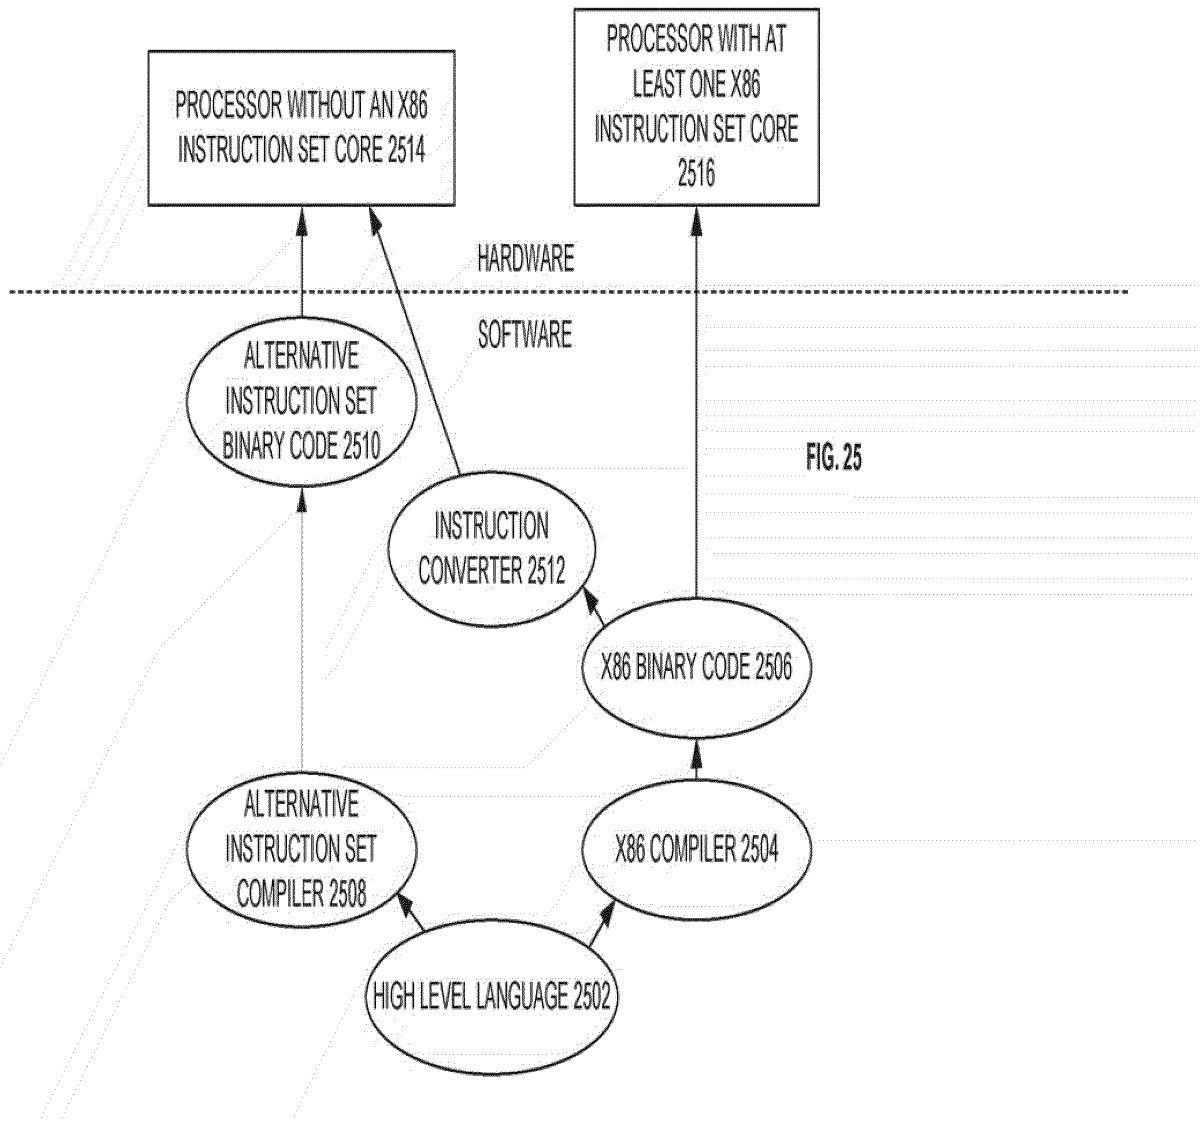 PROCESSOR WITHOUT AN X86
INSTRUCTION SET CORE 2514
PROCESSOR WITH AT
LEAST ONE X86
INSTRUCTION SET CORE
2516
HARDWARE
SOFTWARE
ALTERNATIVE
INSTRUCTION SET
BINARY CODE 2510
FIG. 25
INSTRUCTION
CONVERTER 2512
X86 BINARY CODE 2506
ALTERNATIVE
INSTRUCTION SET
COMPILER 2508
X86 COMPILER 2504
HIGH LEVEL LANGUAGE 2502